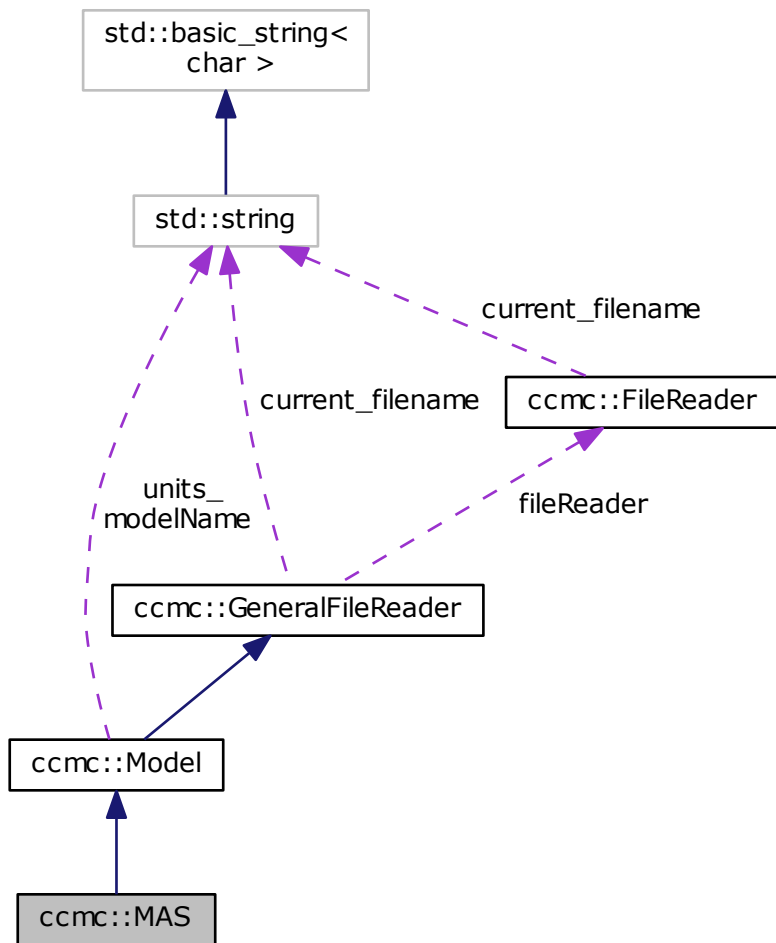 std::basic_string<
char >
std::string
current_filename
ccmc::FileReader
current_filename
units_
modelName
fileReader
ccmc::GeneralFileReader
ccmc::Model
ccmc::MAS